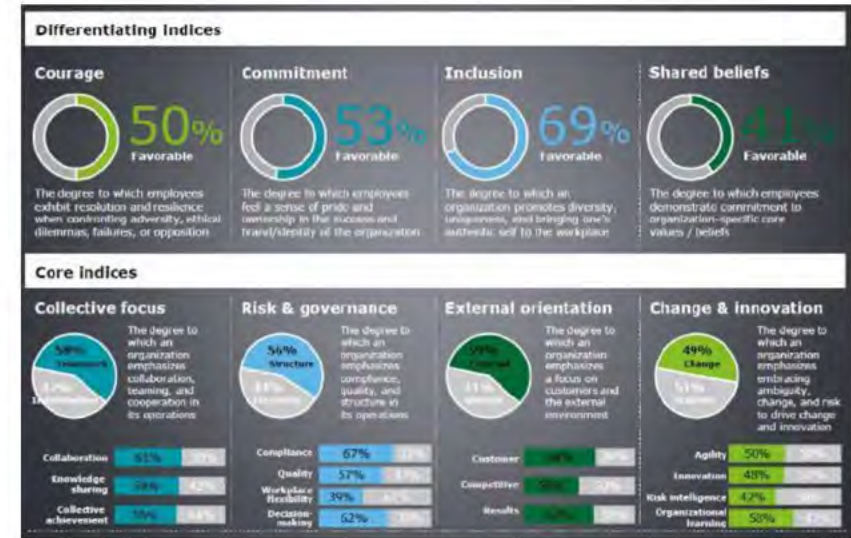 Differentiating indices
Courage
50%
Favorable
The degree to which employees
exhibit resolution and resilience
when confronting adversity, ethical
dilemmas, failures, or opposition
Commitment
53%
Favorable
The degree to which employees
feel a sense of pride and
ownership in the success and
brand/identity of the organization
Inclusion
69%
Favorable
The degree to which an
organization promotes diversity,
uniqueness, and bringing one's
authentic self to the workplace
Shared beliefs
41%
Favorable
The degree to which employees
demonstrate commitment to
organization-specific core
values / beliefs
Core indices
Collective focus
58%
Teamwork
The degree to
which an
organization
emphasizes
collaboration,
teaming, and
cooperation in
its operations
Collaboration 61%
Knowledge
sharing 42%
Collective
achievement
Risk & governance
56%
Structure
The degree to
which an
organization
emphasizes
compliance,
quality, and
structure in
its operations
Compliance 67%
Quality 57%
Workplace
flexibility 39%
Decision-
making 62%
External orientation
59%
External
The degree to
which an
organization
emphasizes
a focus on
customers and
the external
environment
Customer
Competitive
Results
Change & innovation
49%
Change
51%
The degree to
which an
organization
emphasizes
embracing
ambiguity,
change, and risk
to drive change
and innovation
Agility 50%
Innovation 48%
Risk intelligence 42%
Organizational
learning 58%